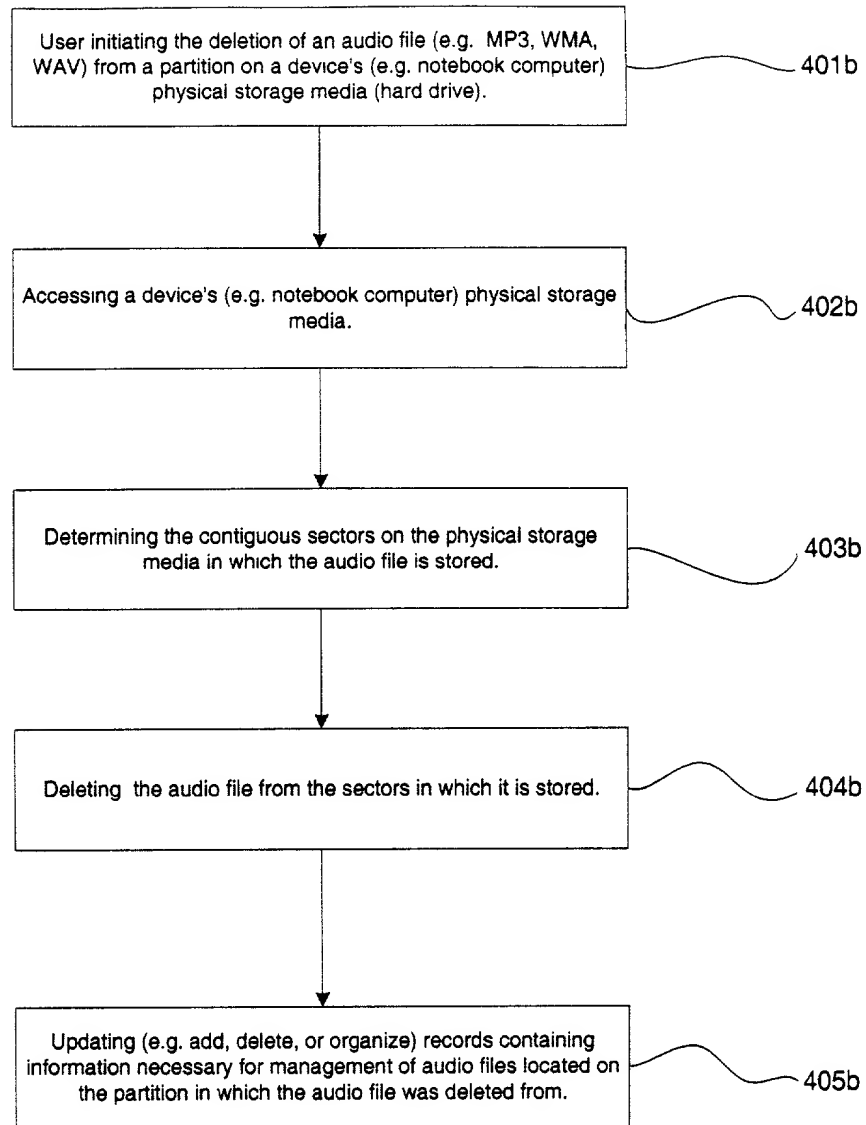 User initiating the deletion of an audio file (e.g. MP3, WMA,
WAV) from a partition on a device's (e.g. notebook computer)
physical storage media (hard drive).
401b
Accessing a device's (e.g. notebook computer) physical storage
media.
402b
Determining the contiguous sectors on the physical storage
media in which the audio file is stored.
403b
Deleting the audio file from the sectors in which it is stored.
404b
Updating (e.g. add, delete, or organize) records containing
information necessary for management of audio files located on
the partition in which the audio file was deleted from.
405b